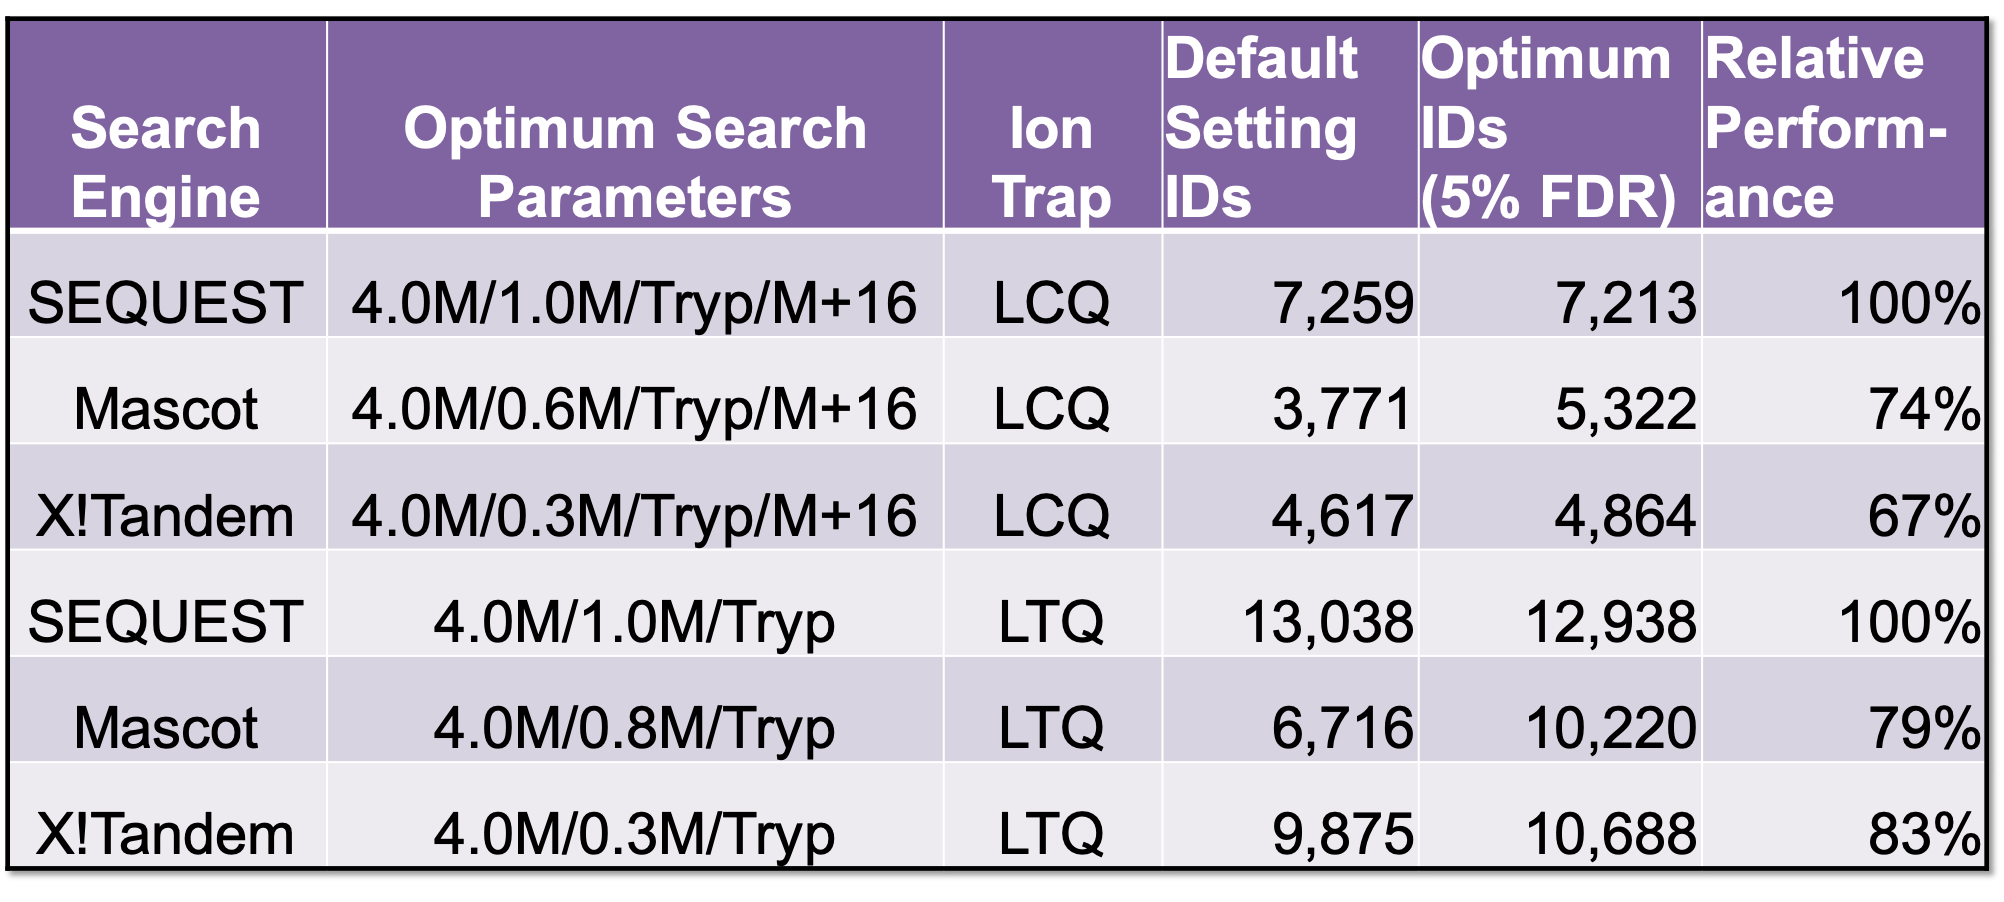 Search Engine | Optimum Search Parameters | Ion Trap | Default Setting IDs | Optimum IDs (5% FDR) | Relative Perform-ance
SEQUEST | 4.0M/1.0M/Tryp/M+16 | LCQ | 7,259 | 7,213 | 100%
Mascot | 4.0M/0.6M/Tryp/M+16 | LCQ | 3,771 | 5,322 | 74%
X!Tandem | 4.0M/0.3M/Tryp/M+16 | LCQ | 4,617 | 4,864 | 67%
SEQUEST | 4.0M/1.0M/Tryp | LTQ | 13,038 | 12,938 | 100%
Mascot | 4.0M/0.8M/Tryp | LTQ | 6,716 | 10,220 | 79%
X!Tandem | 4.0M/0.3M/Tryp | LTQ | 9,875 | 10,688 | 83%